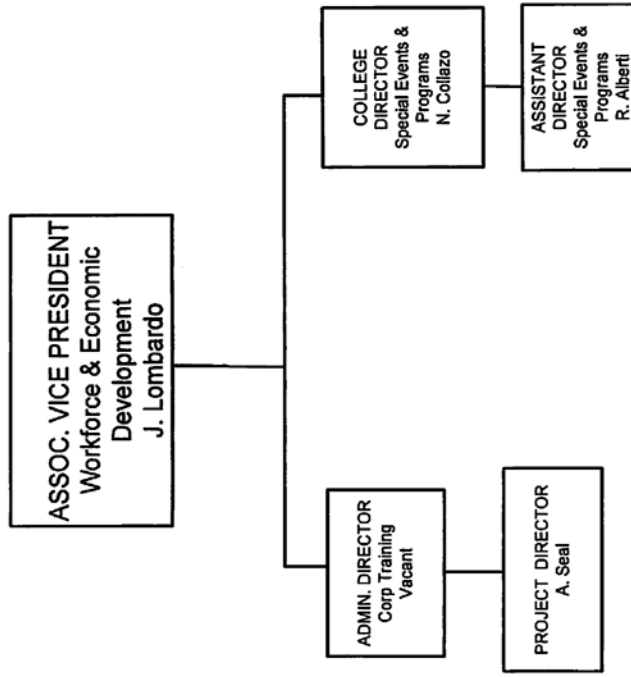 ASSOC. VICE PRESIDENT
Workforce & Economic
Development
J. Lombardo
ADMIN. DIRECTOR
Corp Training
Vacant
PROJECT DIRECTOR
A. Seal
COLLEGE
DIRECTOR
Special Events &
Programs
N. Collazo
ASSISTANT
DIRECTOR
Special Events &
Programs
R. Alberti